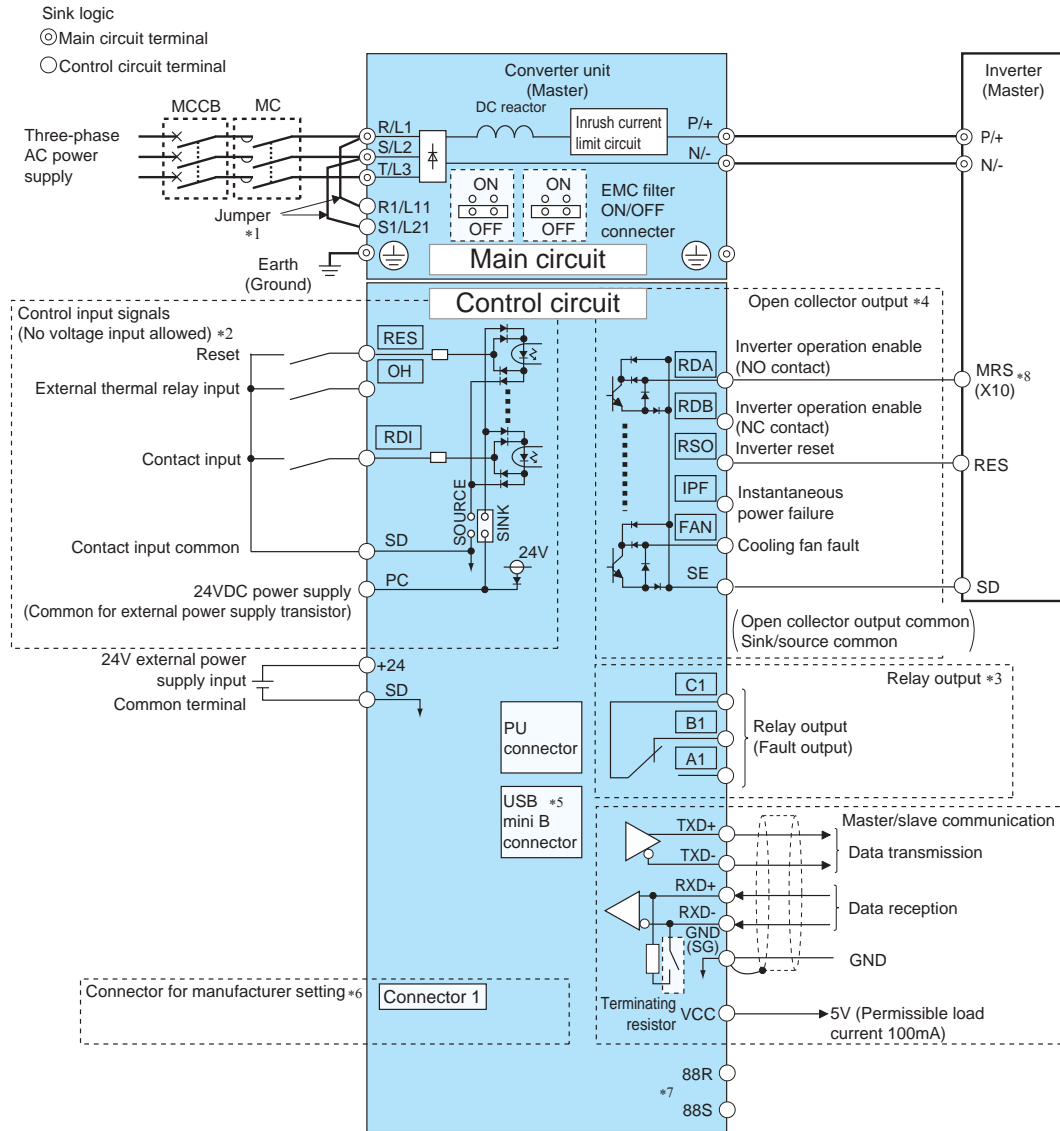 Sink logic
Main circuit terminal
Control circuit terminal
MCCB
MC
Three-phase
AC power
supply
Jumper
*1
Earth
(Ground)
Converter unit
(Master)
DC reactor
Inrush current
limit circuit
R/L1
S/L2
T/L3
R1/L11
S1/L21
P/+
N/-
ON
OFF
ON
OFF
EMC filter
ON/OFF
connecter
Main circuit
Inverter
(Master)
P/+
N/-
Control circuit
Control input signals
(No voltage input allowed) *2
Reset
External thermal relay input
Contact input
Contact input common
24VDC power supply
(Common for external power supply transistor)
RES
OH
RDI
SD
PC
SOURCE
SINK
24V
24V external power
supply input
Common terminal
+24
SD
Open collector output *4
RDA
Inverter operation enable
(NO contact)
RDB
Inverter operation enable
(NC contact)
RSO
Inverter reset
IPF
Instantaneous
power failure
FAN
Cooling fan fault
SE
(Open collector output common
Sink/source common)
MRS *8
(X10)
RES
SD
Relay output *3
C1
B1
A1
Relay output
(Fault output)
PU
connector
USB *5
mini B
connector
Master/slave communication
TXD+
TXD-
Data transmission
RXD+
RXD-
Data reception
GND
(SG)
GND
Terminating
resistor
VCC
5V (Permissible load
current 100mA)
Connector for manufacturer setting *6
Connector 1
88R
*7
88S